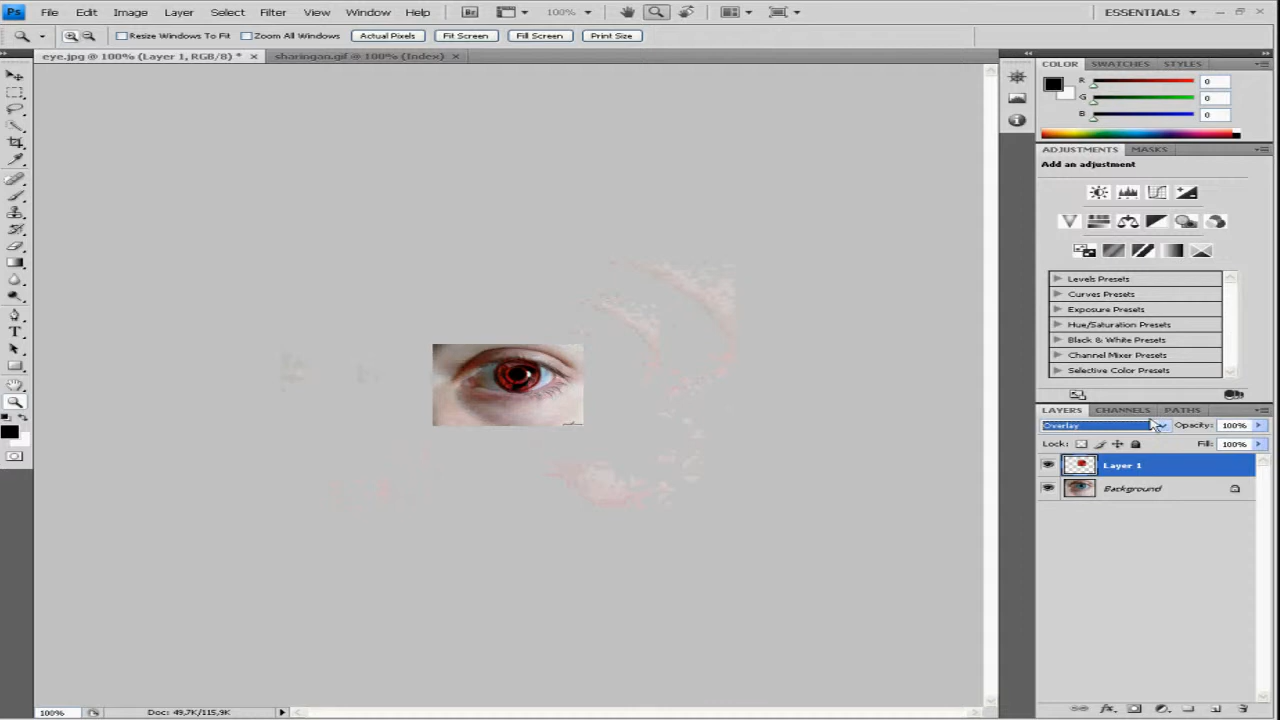 Ps File Edit Image Layer Select Filter View Window Help Br 100% ESSENTIALS
Resize Windows To Fit Zoom All Windows Actual Pixels Fit Screen Fill Screen Print Size
eye.jpg @ 100% (Layer 1, RGB/8) * sharingan.gif @ 100% (Index)
COLOR SWATCHES STYLES
R 0
G 0
B 0
ADJUSTMENTS MASKS
Add an adjustment
Levels Presets
Curves Presets
Exposure Presets
Hue/Saturation Presets
Black & White Presets
Channel Mixer Presets
Selective Color Presets
LAYERS CHANNELS PATHS
Overlay Opacity: 100%
Lock: Fill: 100%
Layer 1
Background
100% Doc: 49,7K/115,9K